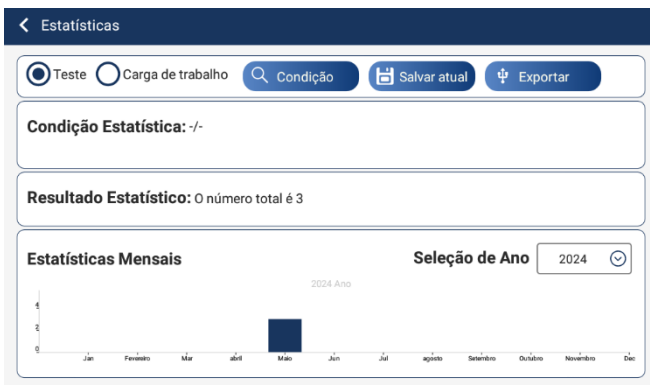 Estatísticas
Teste Carga de trabalho Condição Salvar atual Exportar
Condição Estatística: -/-
Resultado Estatístico: O número total é 3
Estatísticas Mensais Seleção de Ano 2024
2024 Ano
4
2
0
Jan Fevereiro Mar abril Maio Jun Jul agosto Setembro Outubro Novembro Dec